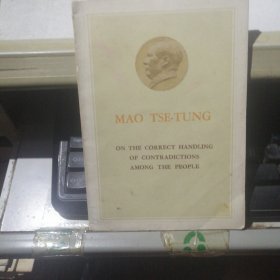 MAO TSE-TUNG
ON THE CORRECT HANDLING
OF CONTRADICTIONS
AMONG THE PEOPLE